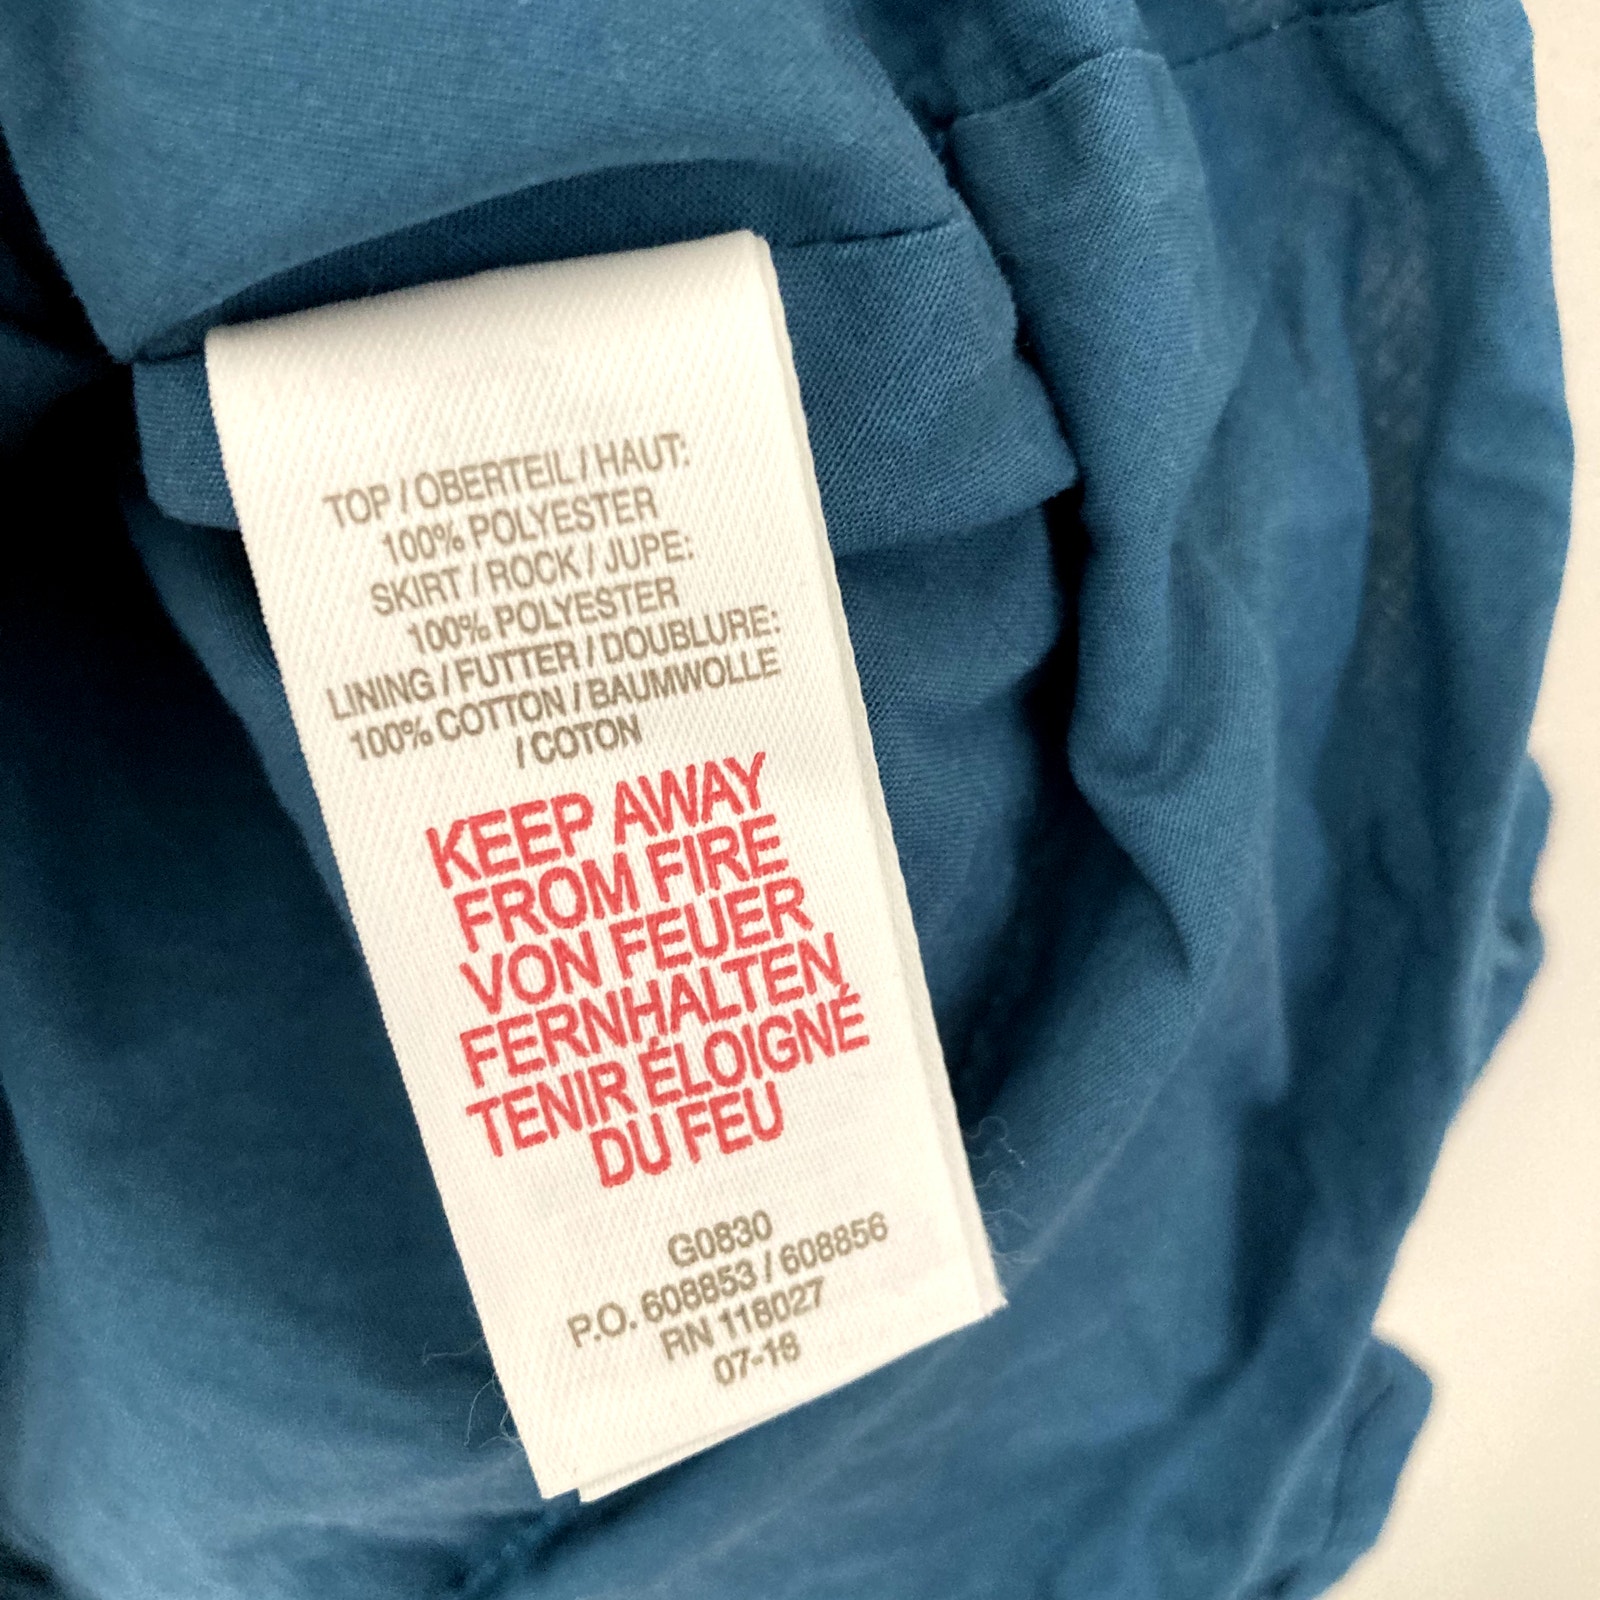 TOP / OBERTEIL / HAUT:
100% POLYESTER
SKIRT / ROCK / JUPE:
100% POLYESTER
LINING / FUTTER / DOUBLURE:
100% COTTON / BAUMWOLLE
/ COTON
KEEP AWAY
FROM FIRE
VON FEUER
FERNHALTEN
TENIR ÉLOIGNÉ
DU FEU
G0830
P.O. 608853 / 608856
RN 118027
07-18